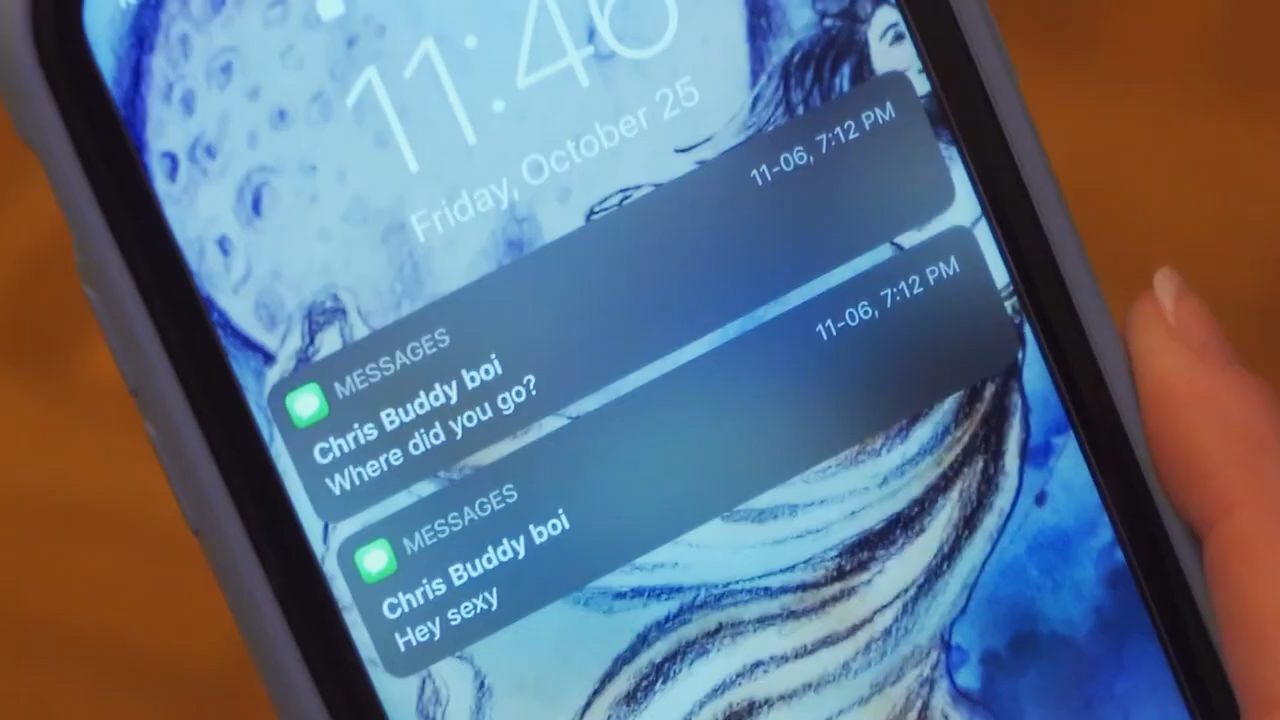 11:46
Friday, October 25
MESSAGES
11-06, 7:12 PM
Chris Buddy boi
Where did you go?
MESSAGES
11-06, 7:12 PM
Chris Buddy boi
Hey sexy